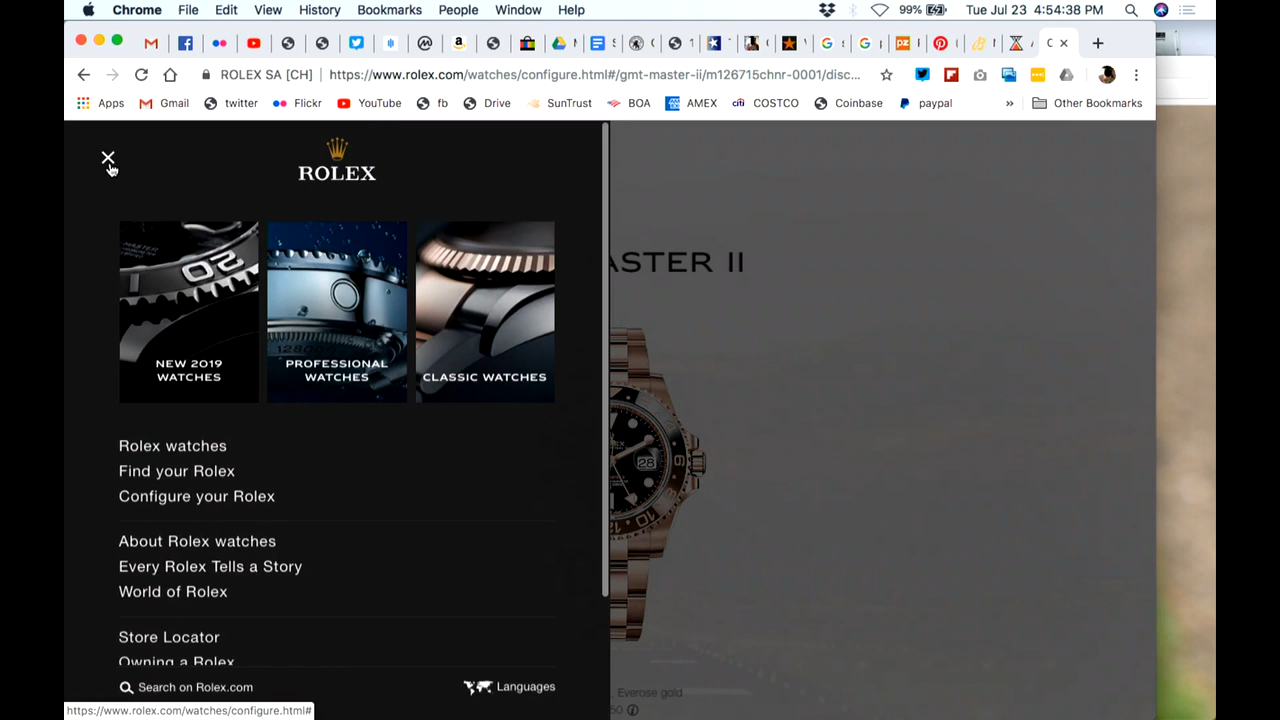 Chrome File Edit View History Bookmarks People Window Help 99% Tue Jul 23 4:54:38 PM
ROLEX SA [CH] https://www.rolex.com/watches/configure.html#/gmt-master-ii/m126715chnr-0001/disc...
Apps Gmail twitter Flickr YouTube fb Drive SunTrust BOA AMEX COSTCO Coinbase paypal » Other Bookmarks
ROLEX
NEW 2019
WATCHES
PROFESSIONAL
WATCHES
CLASSIC WATCHES
ASTER II
Rolex watches
Find your Rolex
Configure your Rolex
About Rolex watches
Every Rolex Tells a Story
World of Rolex
Store Locator
Owning a Rolex
Search on Rolex.com
Languages
Everose gold
https://www.rolex.com/watches/configure.html#